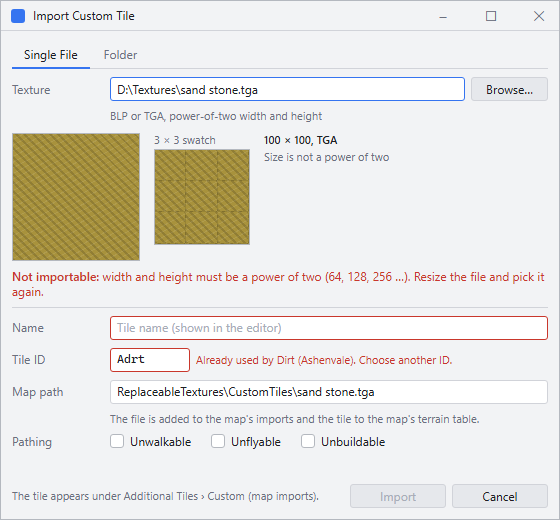 Import Custom Tile
Single File Folder
Texture D:\Textures\sand stone.tga Browse...
BLP or TGA, power-of-two width and height
3 × 3 swatch 100 × 100, TGA
Size is not a power of two
Not importable: width and height must be a power of two (64, 128, 256 ...). Resize the file and pick it
again.
Name Tile name (shown in the editor)
Tile ID Adrt Already used by Dirt (Ashenvale). Choose another ID.
Map path ReplaceableTextures\CustomTiles\sand stone.tga
The file is added to the map's imports and the tile to the map's terrain table.
Pathing Unwalkable Unflyable Unbuildable
The tile appears under Additional Tiles › Custom (map imports). Import Cancel